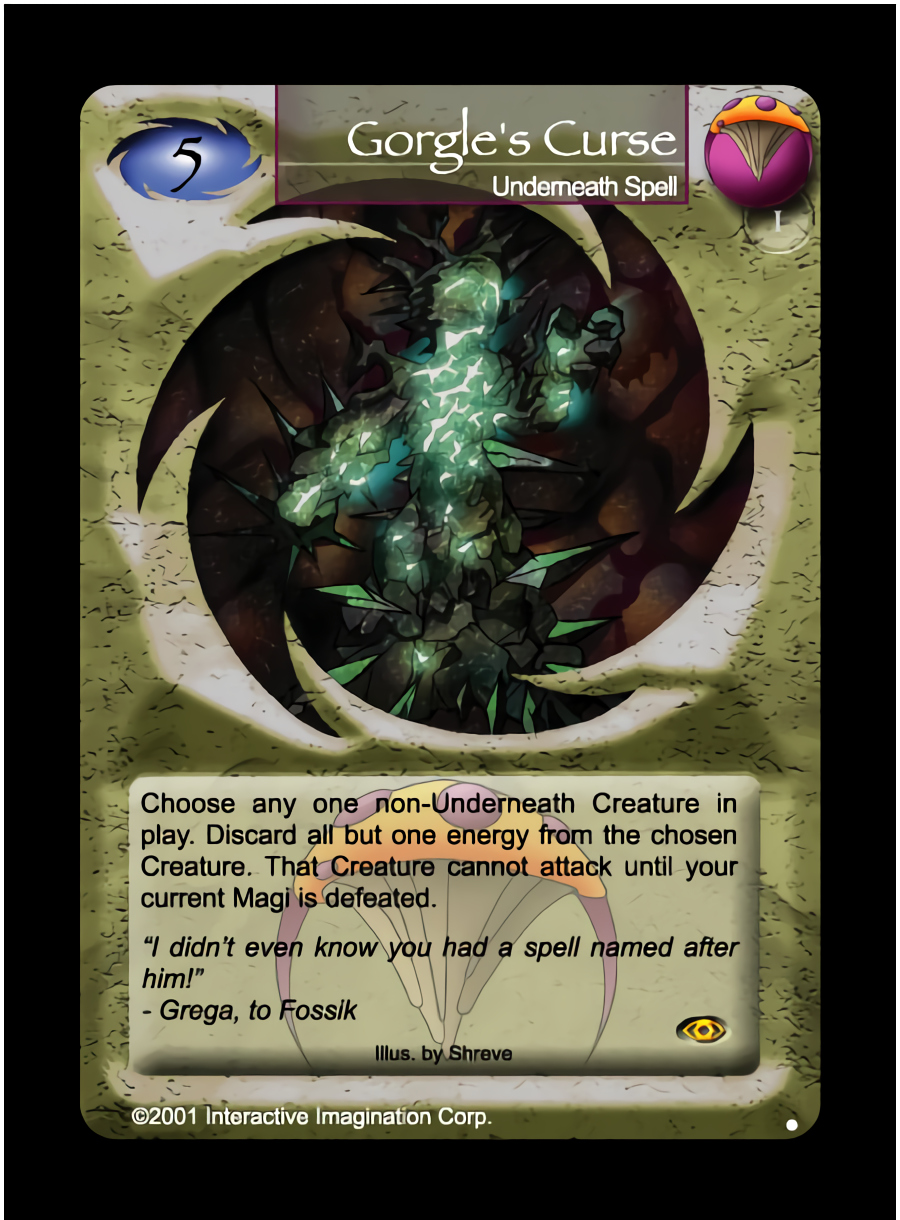 5
Gorgle's Curse
Underneath Spell
I
Choose any one non-Underneath Creature in
play. Discard all but one energy from the chosen
Creature. That Creature cannot attack until your
current Magi is defeated.
“I didn’t even know you had a spell named after
him!”
- Grega, to Fossik
Illus. by Shreve
©2001 Interactive Imagination Corp.